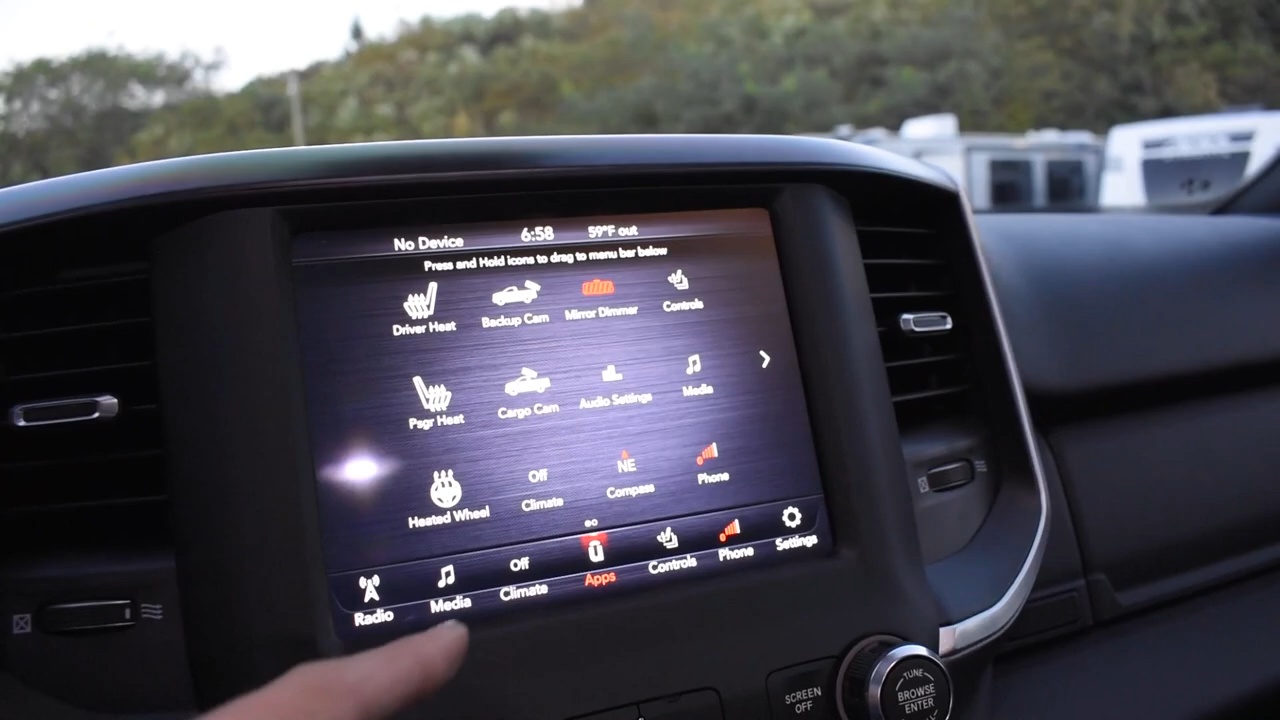 No Device 6:58 59°F out
Press and Hold icons to drag to menu bar below
Driver Heat Backup Cam Mirror Dimmer Controls
Psgr Heat Cargo Cam Audio Settings Media
Off NE
Heated Wheel Climate Compass Phone
Off
Radio Media Climate Apps Controls Phone Settings
SCREEN
OFF
TUNE
BROWSE
ENTER